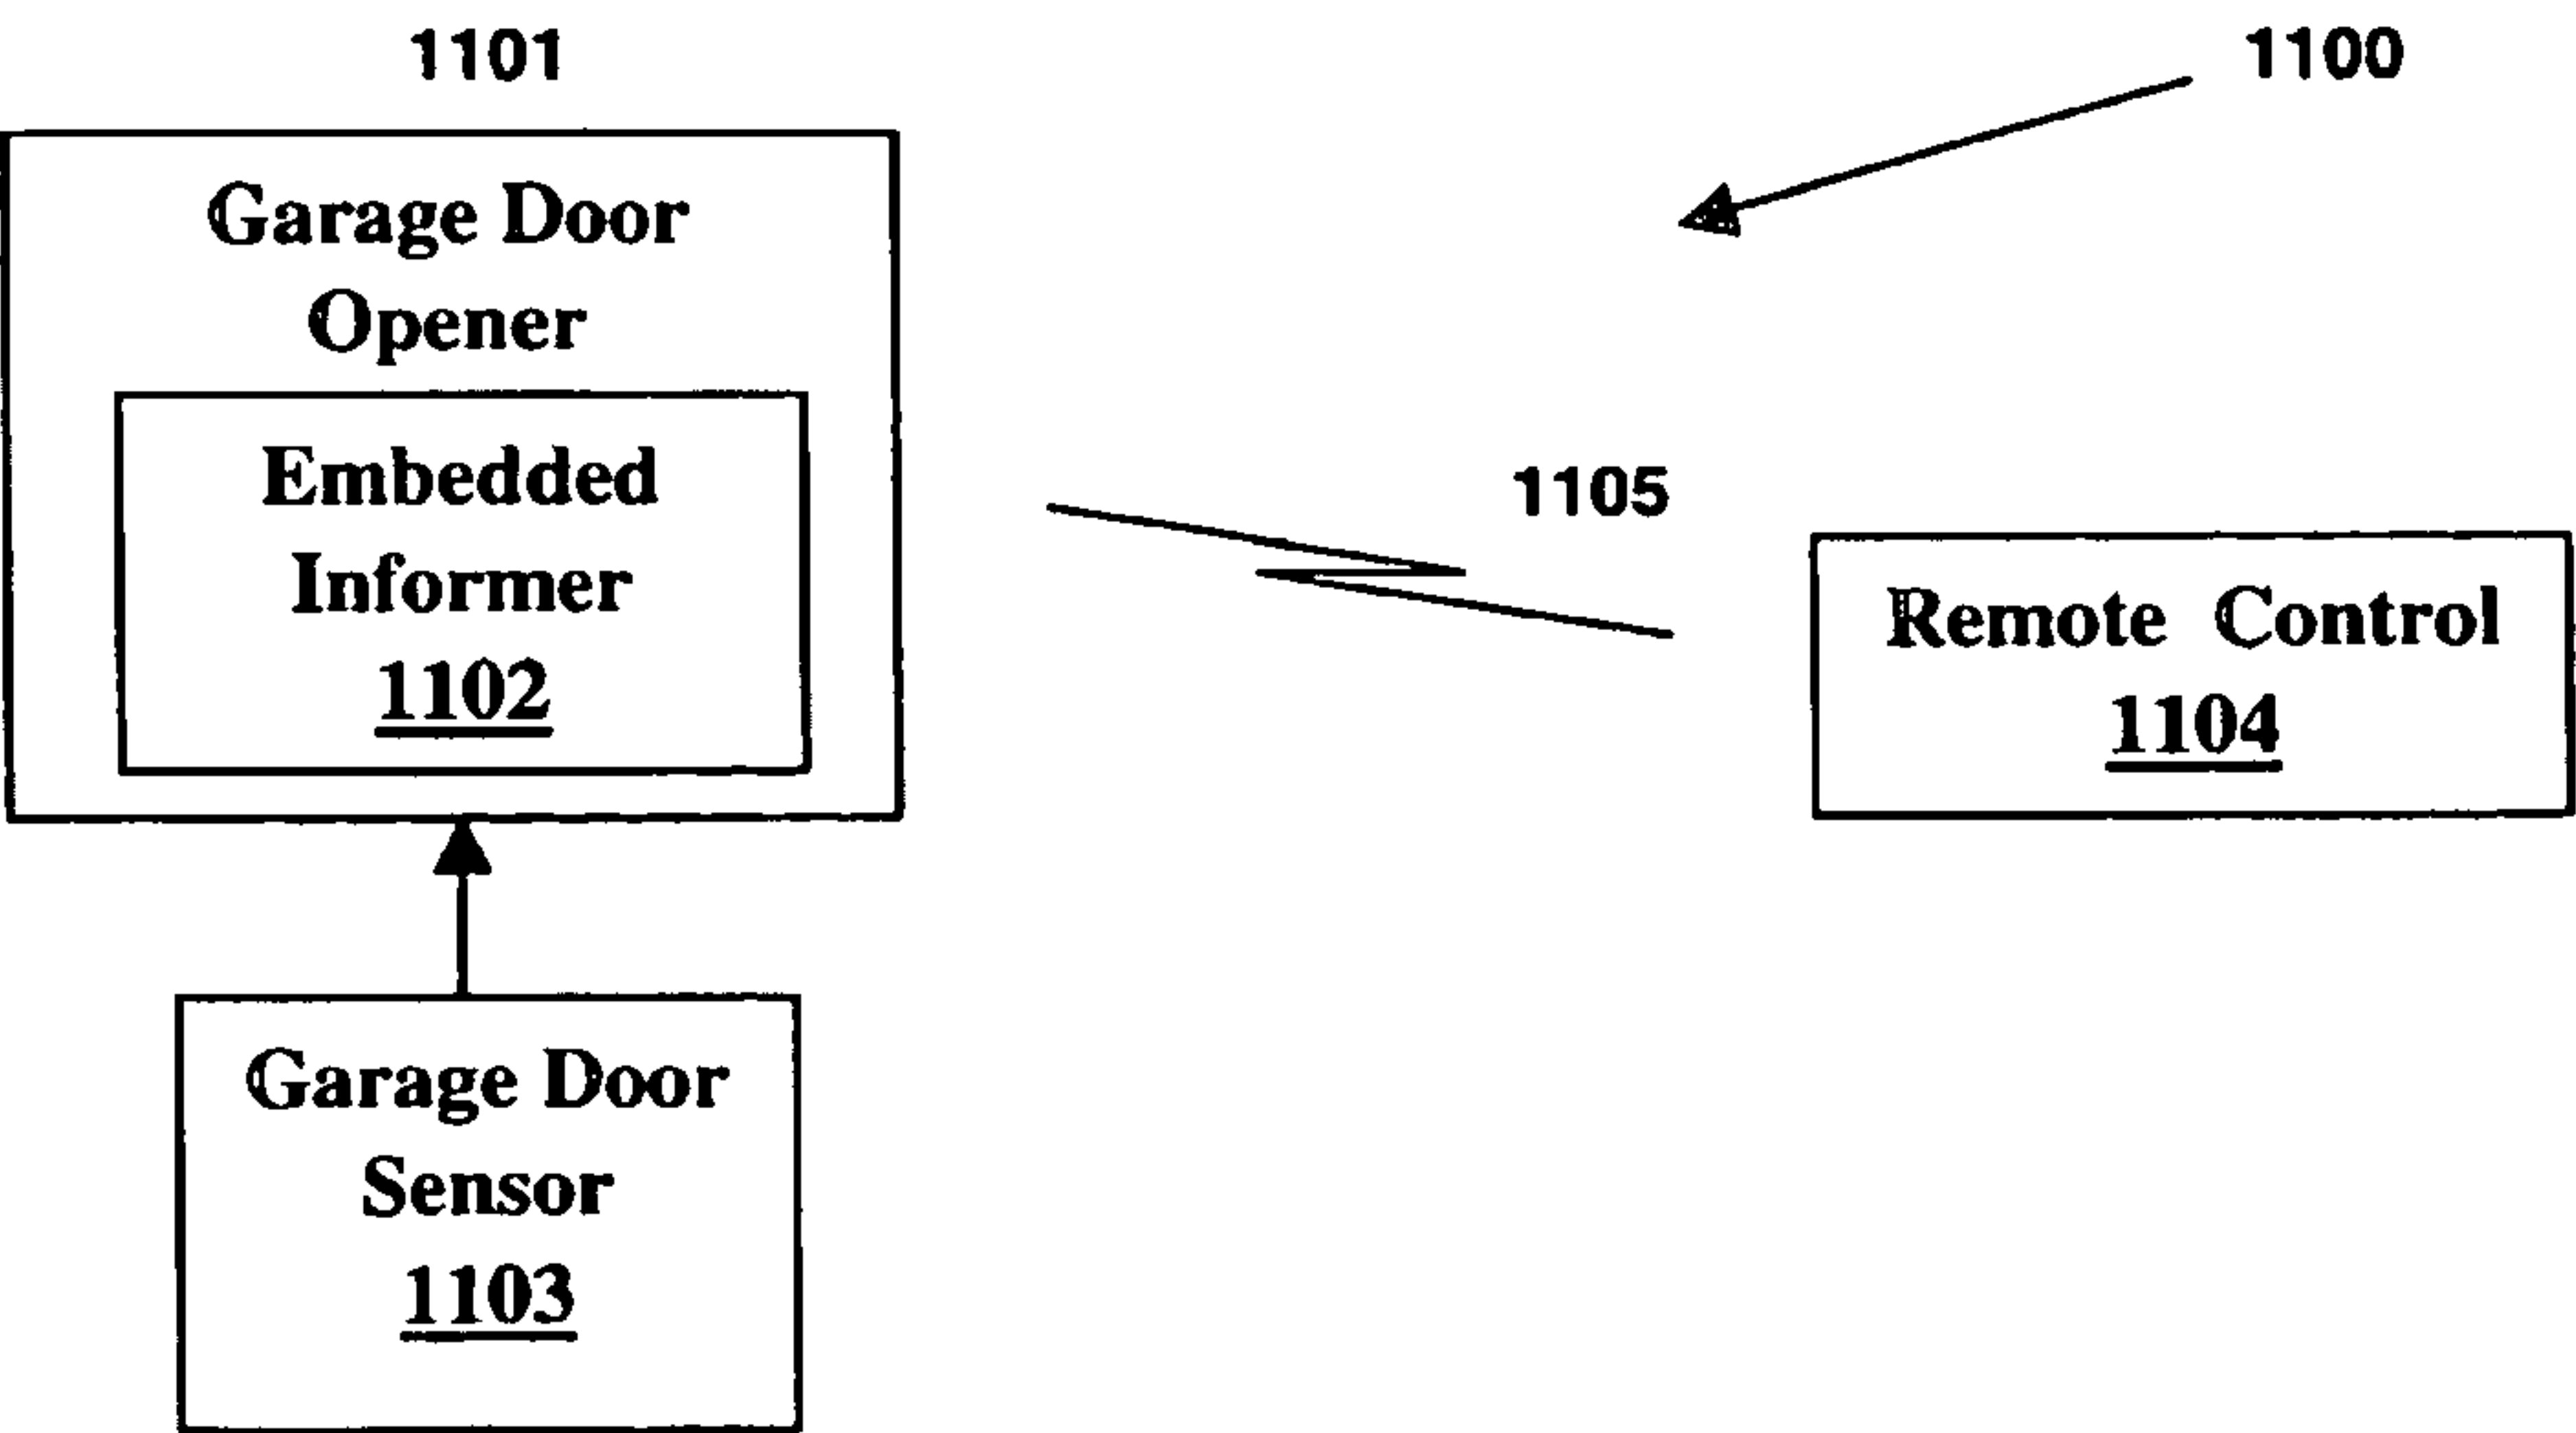 1101
1100
Garage Door
Opener
Embedded
Informer
1102
1105
Remote Control
1104
Garage Door
Sensor
1103